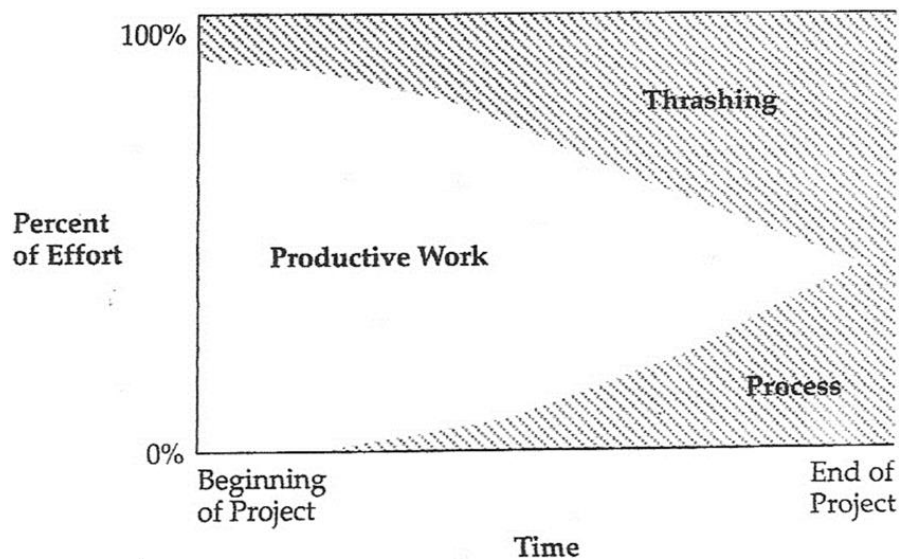 100%
Thrashing
Percent
of Effort
Productive Work
Process
0%
Beginning
of Project
End of
Project
Time